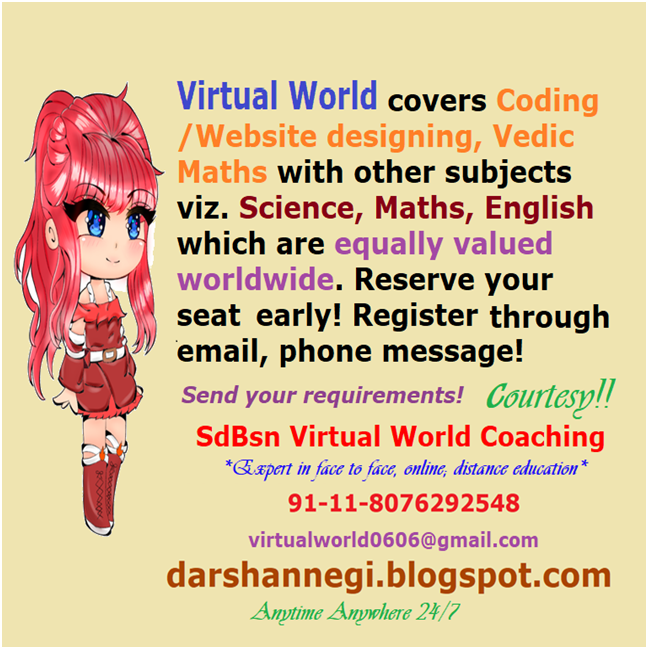 Virtual World covers Coding
/Website designing, Vedic
Maths with other subjects
viz. Science, Maths, English
which are equally valued
worldwide. Reserve your
seat early! Register through
email, phone message!
Send your requirements! Courtesy!!
SdBsn Virtual World Coaching
*Expert in face to face, online, distance education*
91-11-8076292548
virtualworld0606@gmail.com
darshannegi.blogspot.com
Anytime Anywhere 24/7